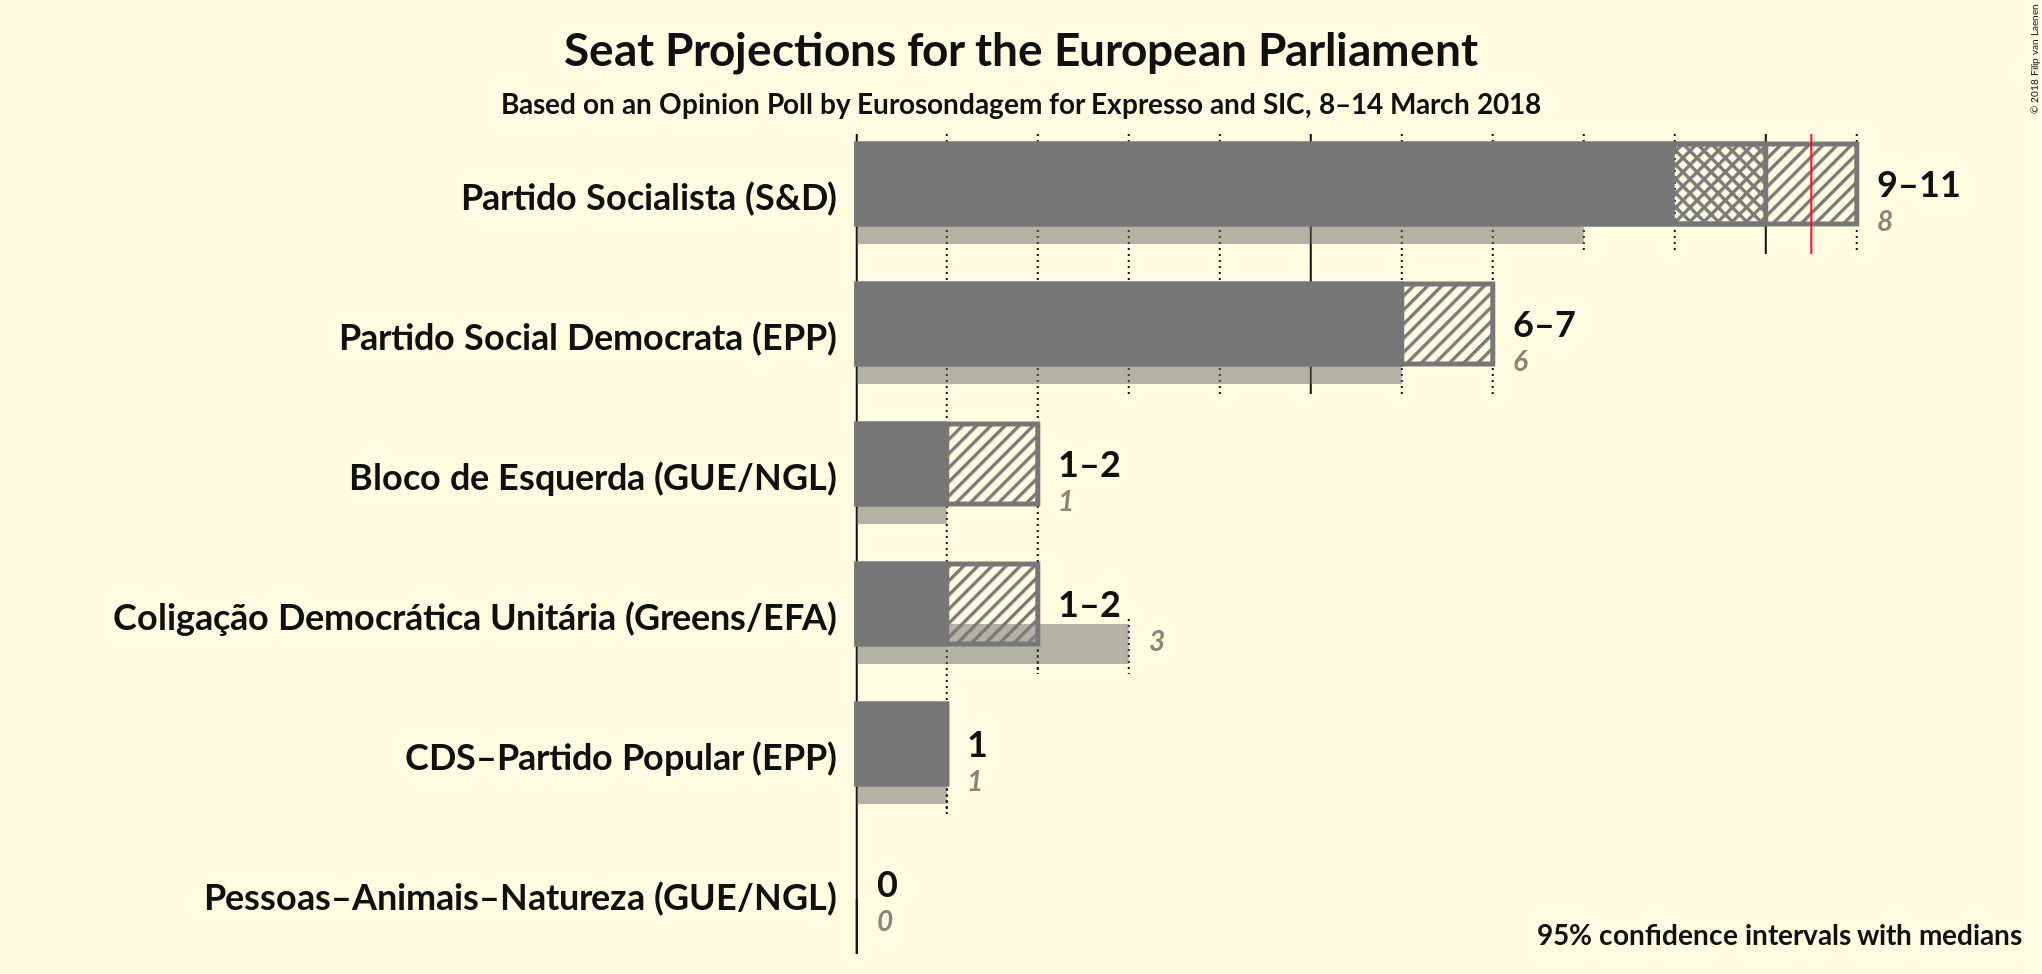 Seat Projections for the European Parliament
Based on an Opinion Poll by Eurosondagem for Expresso and SIC, 8–14 March 2018
© 2018 Filip van Laenen
Partido Socialista (S&D)
9–11
8
Partido Social Democrata (EPP)
6–7
6
Bloco de Esquerda (GUE/NGL)
1–2
1
Coligação Democrática Unitária (Greens/EFA)
1–2
3
CDS–Partido Popular (EPP)
1
1
Pessoas–Animais–Natureza (GUE/NGL)
0
0
95% confidence intervals with medians